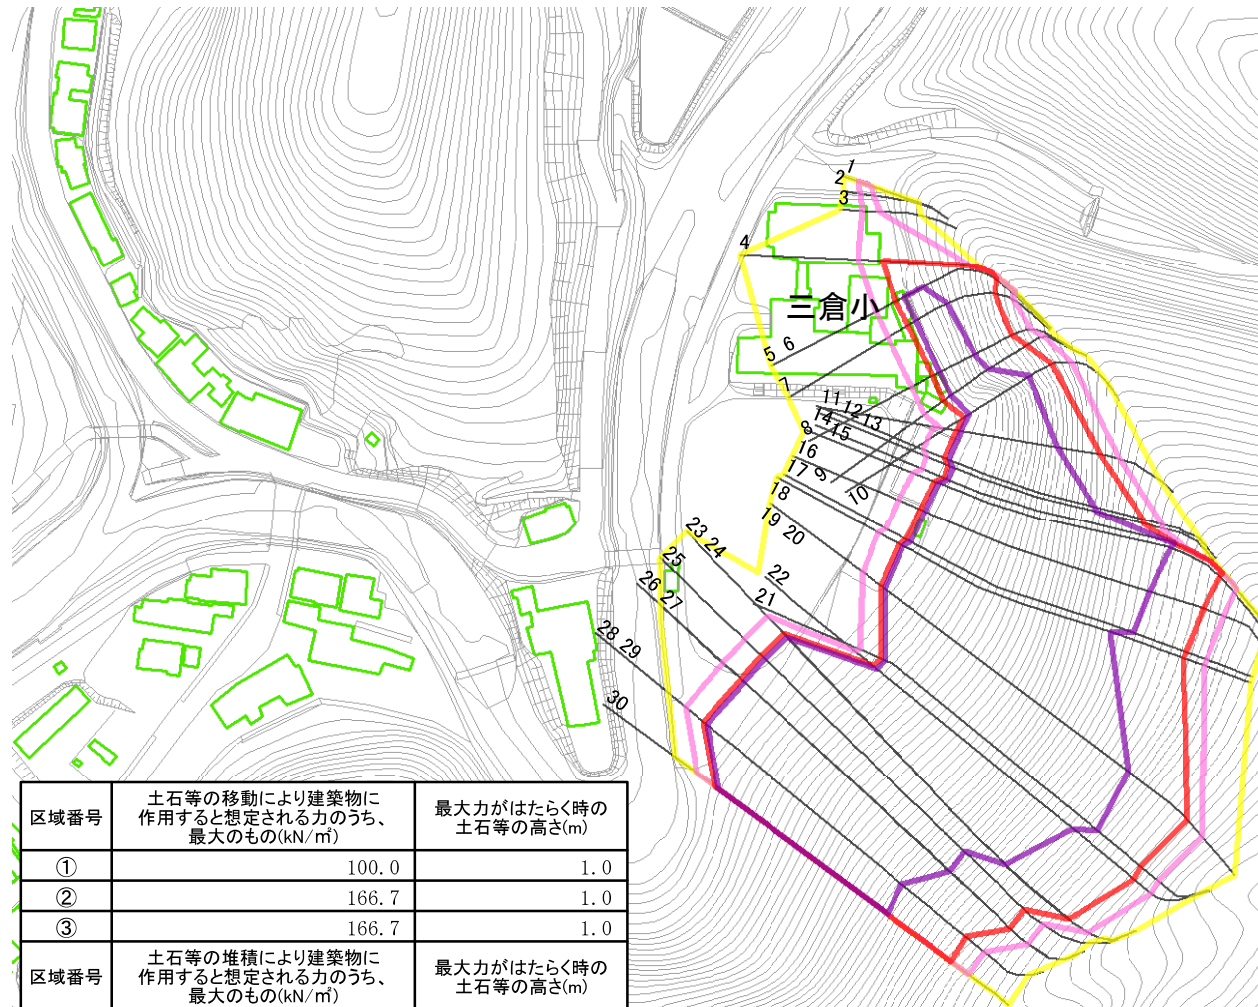 1
2
3
4
三倉小
5 6
7
8
11 12 13
14 15
16
17
9
10
18
19 20
23 24
25
22
26 27
21
28 29
30
区域番号
土石等の移動により建築物に
作用すると想定される力のうち、
最大のもの(kN/㎡)
最大力がはたらく時の
土石等の高さ(m)
① 100.0 1.0
② 166.7 1.0
③ 166.7 1.0
区域番号
土石等の堆積により建築物に
作用すると想定される力のうち、
最大のもの(kN/㎡)
最大力がはたらく時の
土石等の高さ(m)